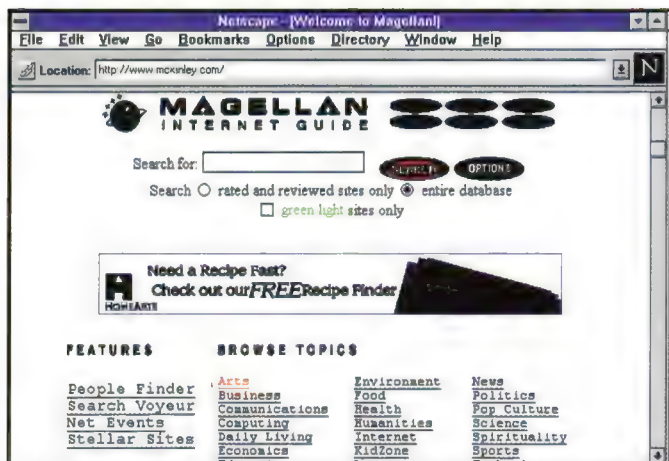 Netscape - [Welcome to Magellan!]
File Edit View Go Bookmarks Options Directory Window Help
Location: http://www.mckinley.com/
N
MAGELLAN
INTERNET GUIDE
Search for:
SEARCH OPTIONS
Search rated and reviewed sites only entire database
green light sites only
Need a Recipe Fast?
Check out our FREE Recipe Finder
HOMEARTS
FEATURES BROWSE TOPICS
People Finder Arts Environment News
Search Voyeur Business Food Politics
Net Events Communications Health Pop Culture
Stellar Sites Computing Humanities Science
Daily Living Internet Spirituality
Economics KidZone Sports